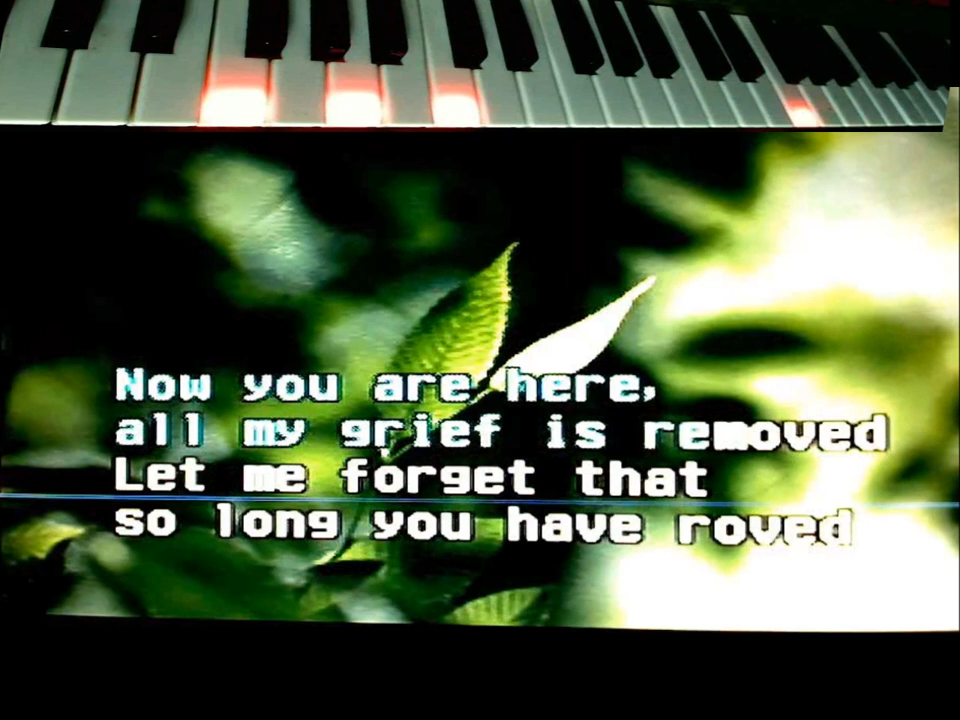 Now you are here,
all my grief is removed
Let me forget that
so long you have roved